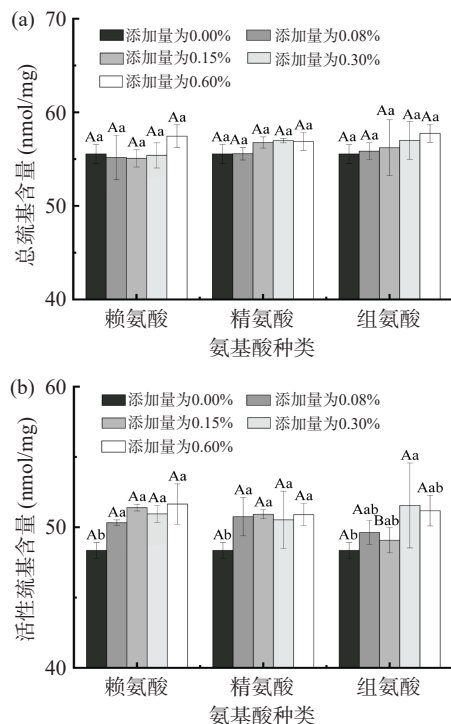 (a)
70
添加量为0.00% 添加量为0.08%
添加量为0.15% 添加量为0.30%
添加量为0.60%
60
50
40
总巯基含量 (nmol/mg)
Aa Aa Aa Aa Aa Aa Aa Aa Aa Aa Aa Aa Aa Aa Aa
赖氨酸 精氨酸 组氨酸
氨基酸种类
(b)
60
添加量为0.00% 添加量为0.08%
添加量为0.15% 添加量为0.30%
添加量为0.60%
50
40
活性巯基含量 (nmol/mg)
Ab Aa Aa Aa Aa Ab Aa Aa Aa Aa Ab Aab Bab Aa Aab
赖氨酸 精氨酸 组氨酸
氨基酸种类